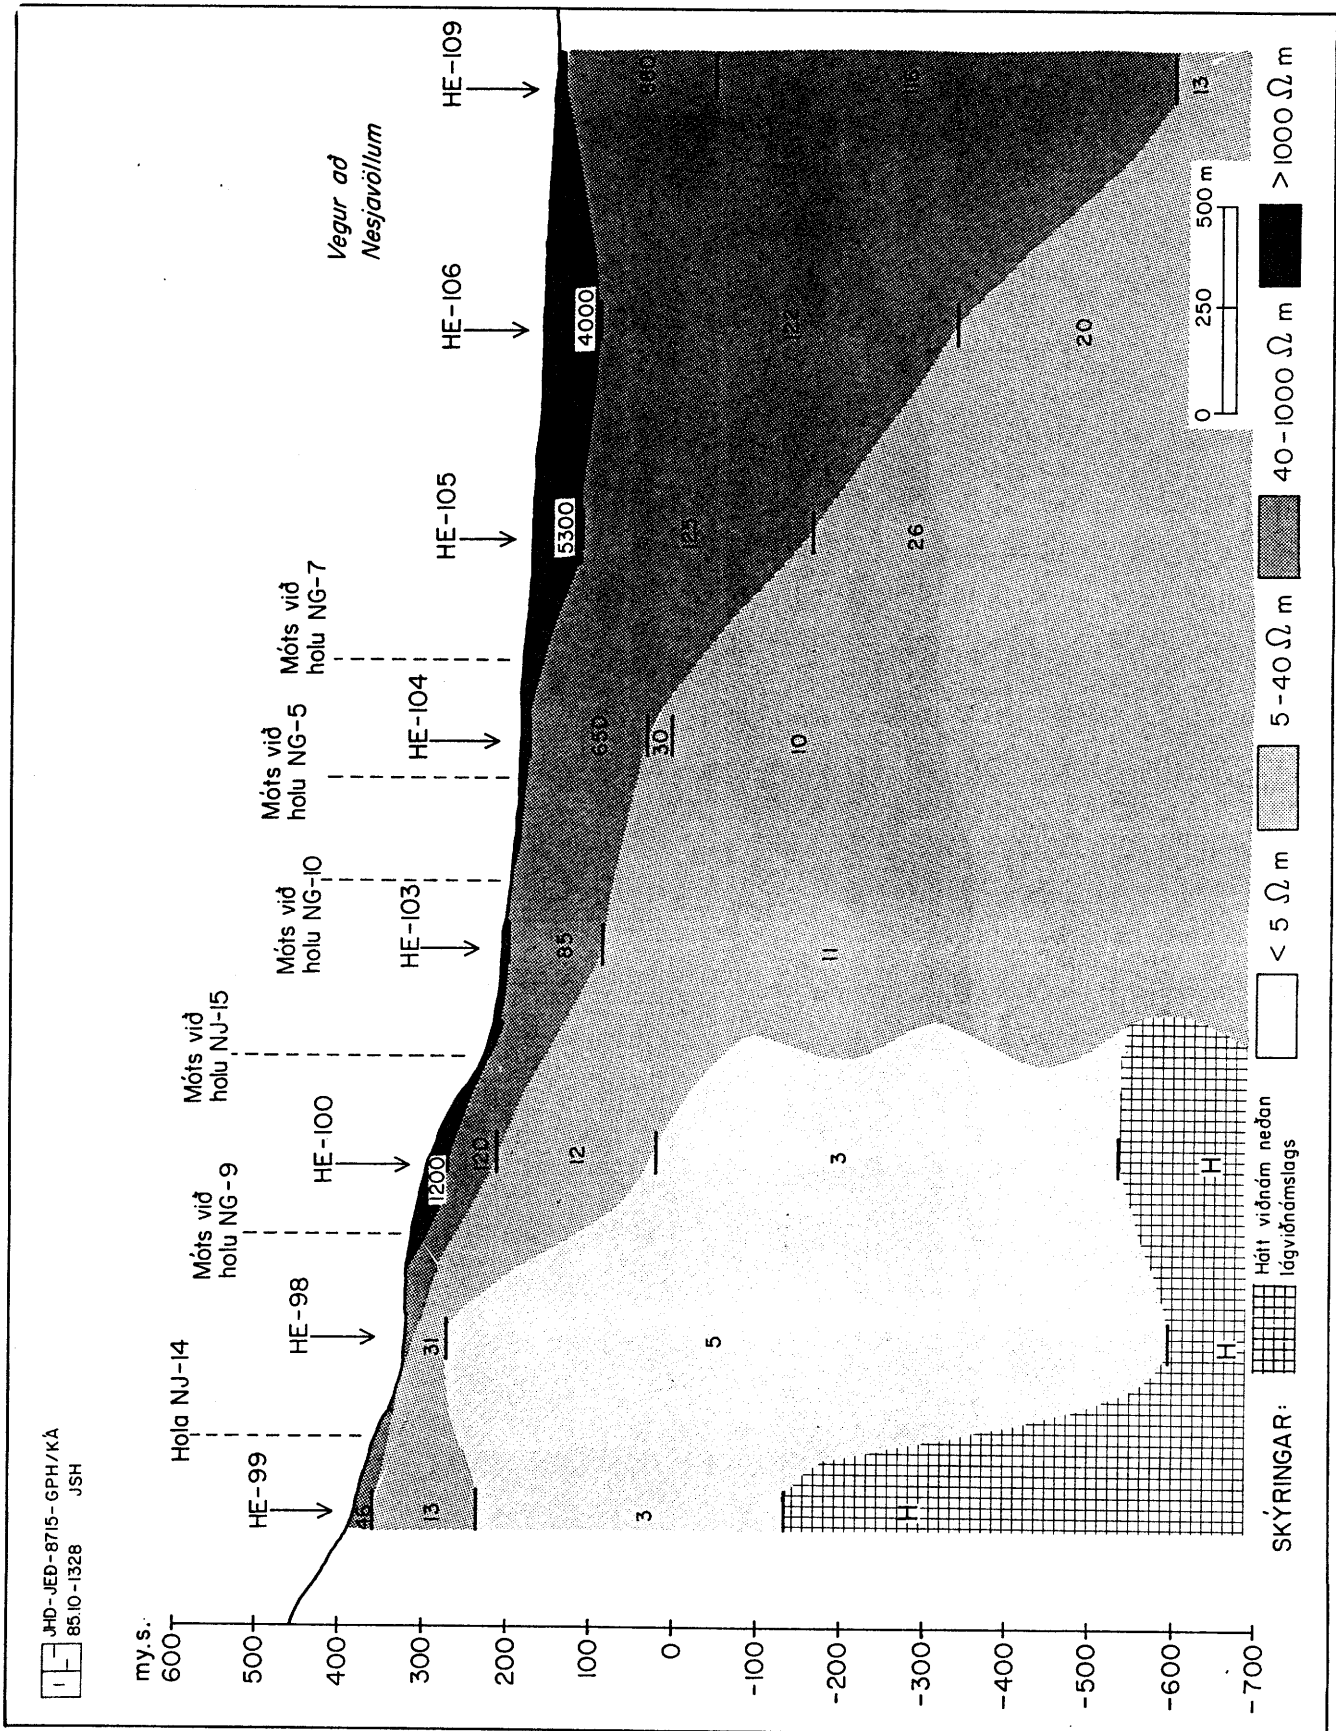 JHD-JED-8715-GPH/KÁ
85.10-1328 JSH
my.s.
600
500
400
300
200
100
0
-100
-200
-300
-400
-500
-600
-700
HE-99
Hola NJ-14
HE-98
Móts við
holu NG-9
HE-100
Móts við
holu NJ-15
HE-103
Móts við
holu NG-10
Móts við
holu NG-5
HE-104
Móts við
holu NG-7
HE-105
HE-106
Vegur að
Nesjavöllum
HE-109
13
3
H
31
5
H
1200
120
12
3
H
85
11
650
30
10
5300
125
26
4000
122
20
880
116
13
0 250 500 m
SKÝRINGAR:
Hátt viðnám neðan
lágviðnámslags
< 5 Ω m
5-40 Ω m
40-1000 Ω m
>1000 Ω m